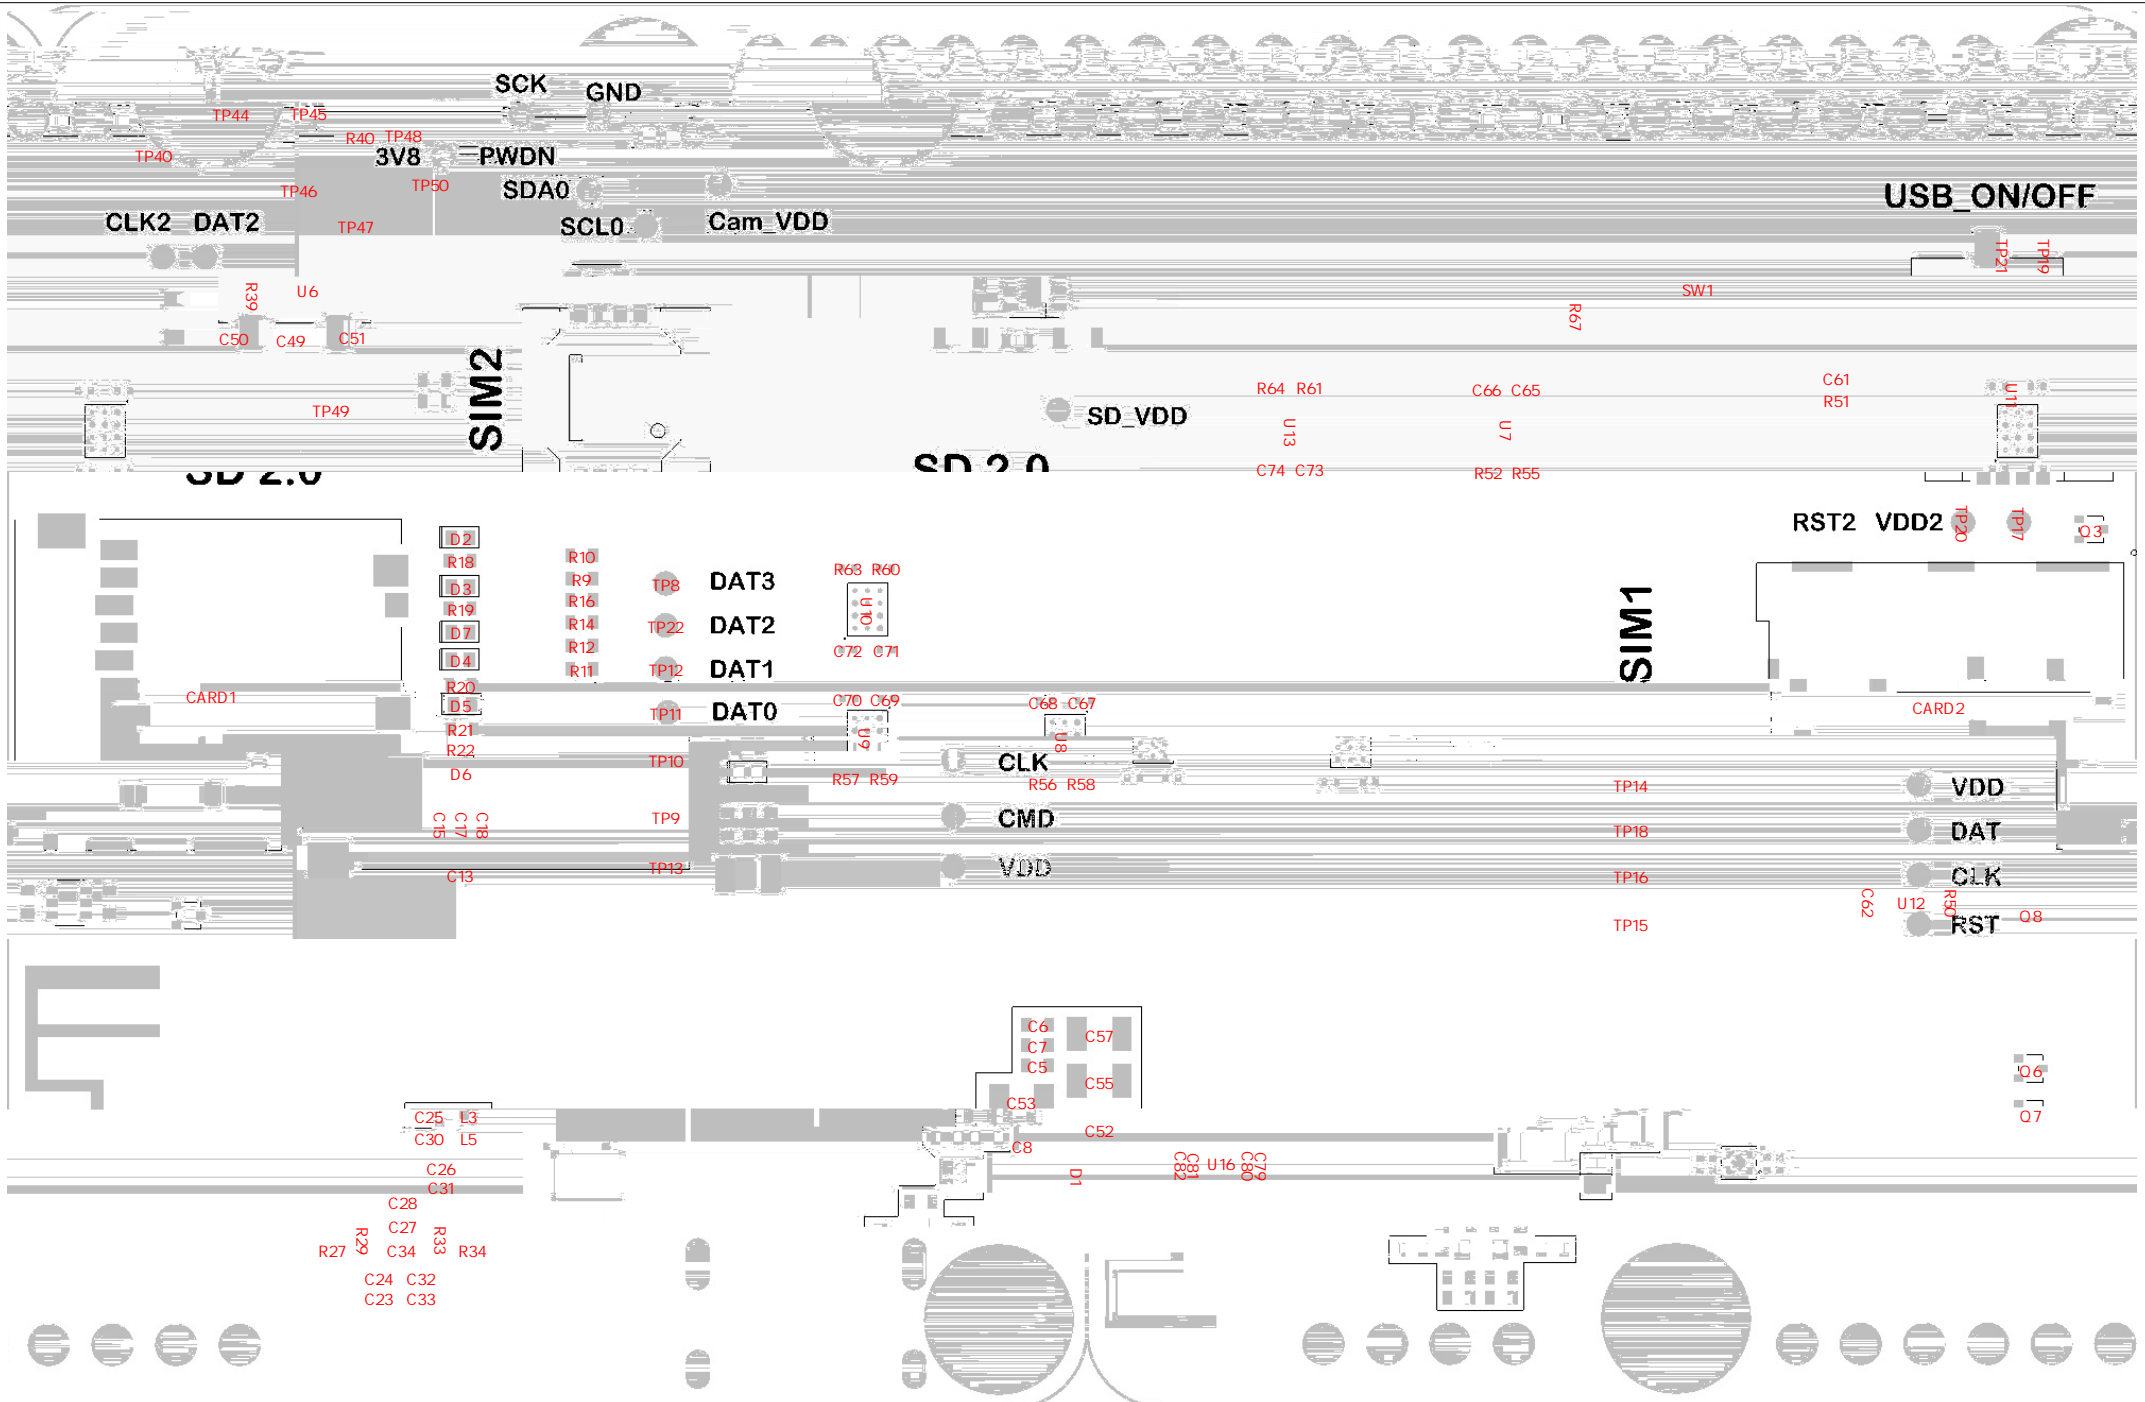 SCK
GND
TP44 TP45
R40 TP48
TP40
3V8 PWDN
TP46
TP50
SDA0
USB_ON/OFF
CLK2 DAT2
TP47
SCL0
Cam_VDD
TP21
TP19
R39
U6
SW1
R67
C50 C49 C51
SIM2
TP49
SD_VDD
R64 R61
C66 C65
C61
R51
U11
U13
U7
SD 2.0
SD 2.0
C74 C73
R52 R55
RST2 VDD2
TP20
TP17
Q3
D2
R18
D3
R19
D7
D4
R20
D5
R21
R22
D6
R10
R9
R16
R14
R12
R11
TP8 DAT3
TP22 DAT2
TP12 DAT1
TP11 DAT0
R63 R60
U10
C72 C71
SIM1
CARD1
C70 C69
U9
C68 C67
U8
CARD2
TP10
CLK
R57 R59
R56 R58
TP14
VDD
C15
C17
C18
TP9
CMD
TP18
DAT
C13
TP13
VDD
TP16
CLK
C62
U12
R50
Q8
TP15
RST
C6
C7
C5
C57
C55
C53
C52
C8
Q6
Q7
C25 L3
C30 L5
C26
C31
C28
C27
R29
R33
R27 C34 R34
C24 C32
C23 C33
D1
C82
C81
U16
C80
C79